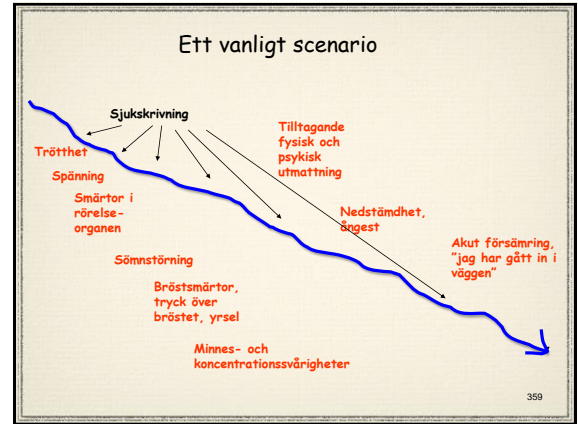 Ett vanligt scenario
Sjukskrivning
Tilltagande
fysisk och
psykisk
utmattning
Trötthet
Spänning
Smärtor i
rörelse-
organen
Nedstämdhet,
ångest
Akut försämring,
”jag har gått in i
väggen”
Sömnstörning
Bröstsmärtor,
tryck över
bröstet, yrsel
Minnes- och
koncentrationssvårigheter
359